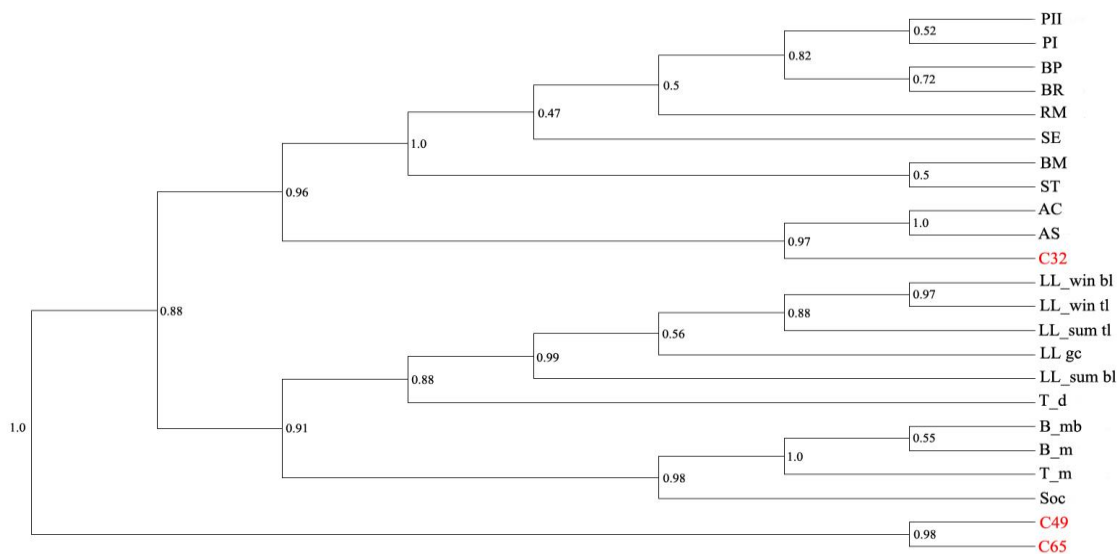 PII
0.52
PI
0.82
BP
0.72
BR
0.5
RM
0.47
SE
1.0
BM
0.5
ST
0.96
AC
1.0
AS
0.97
C32
0.88
LL_win bl
0.97
LL_win tl
0.88
LL_sum tl
0.56
LL gc
0.99
LL_sum bl
0.88
T_d
0.91
B_mb
0.55
B_m
1.0
T_m
0.98
Soc
1.0
C49
0.98
C65